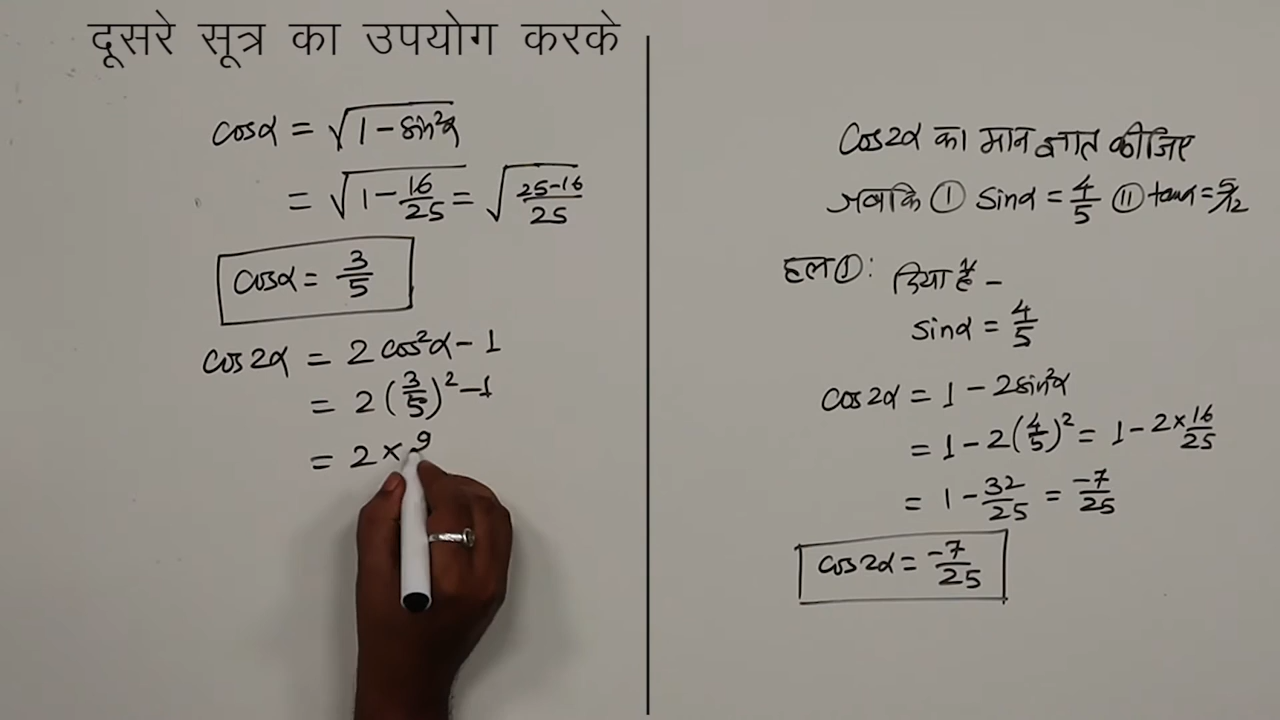 दूसरे सूत्र का उपयोग करके
cosα = √(1 - sin²α)
= √(1 - 16/25) = √((25-16)/25)
cosα = 3/5
cos2α = 2cos²α - 1
= 2(3/5)² - 1
= 2 × 9
cos2α का मान ज्ञात कीजिए
जबकि ① sinα = 4/5 ⑪ tanα = 5/12
हल ①: दिया है -
sinα = 4/5
cos2α = 1 - 2sin²α
= 1 - 2(4/5)² = 1 - 2 × 16/25
= 1 - 32/25 = -7/25
cos2α = -7/25